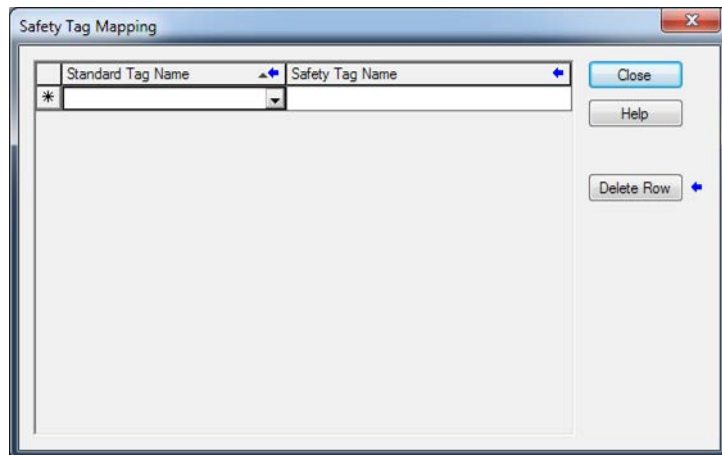 Safety Tag Mapping
Standard Tag Name Safety Tag Name
Close
Help
Delete Row